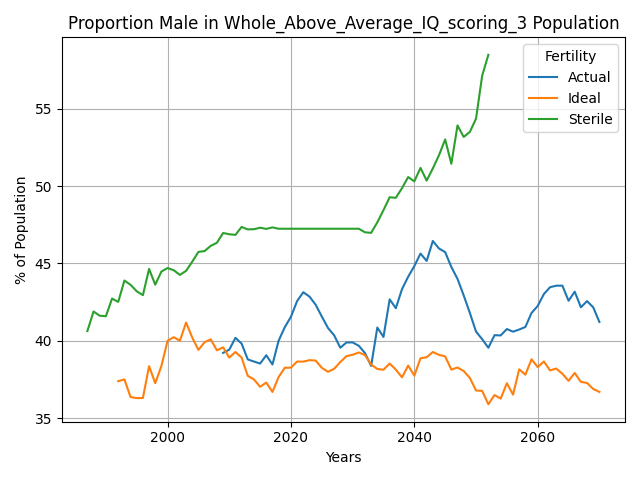 Proportion Male in Whole_Above_Average_IQ_scoring_3 Population
Fertility
Actual
Ideal
Sterile
% of Population
55
50
45
40
35
2000
2020
2040
2060
Years